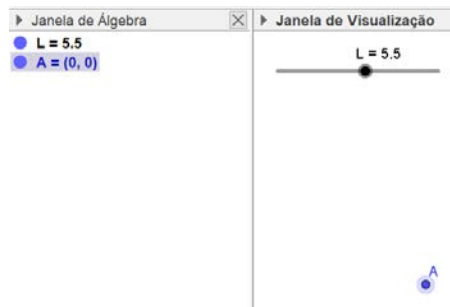 Janela de Álgebra
L = 5.5
A = (0, 0)
Janela de Visualização
L = 5.5
A